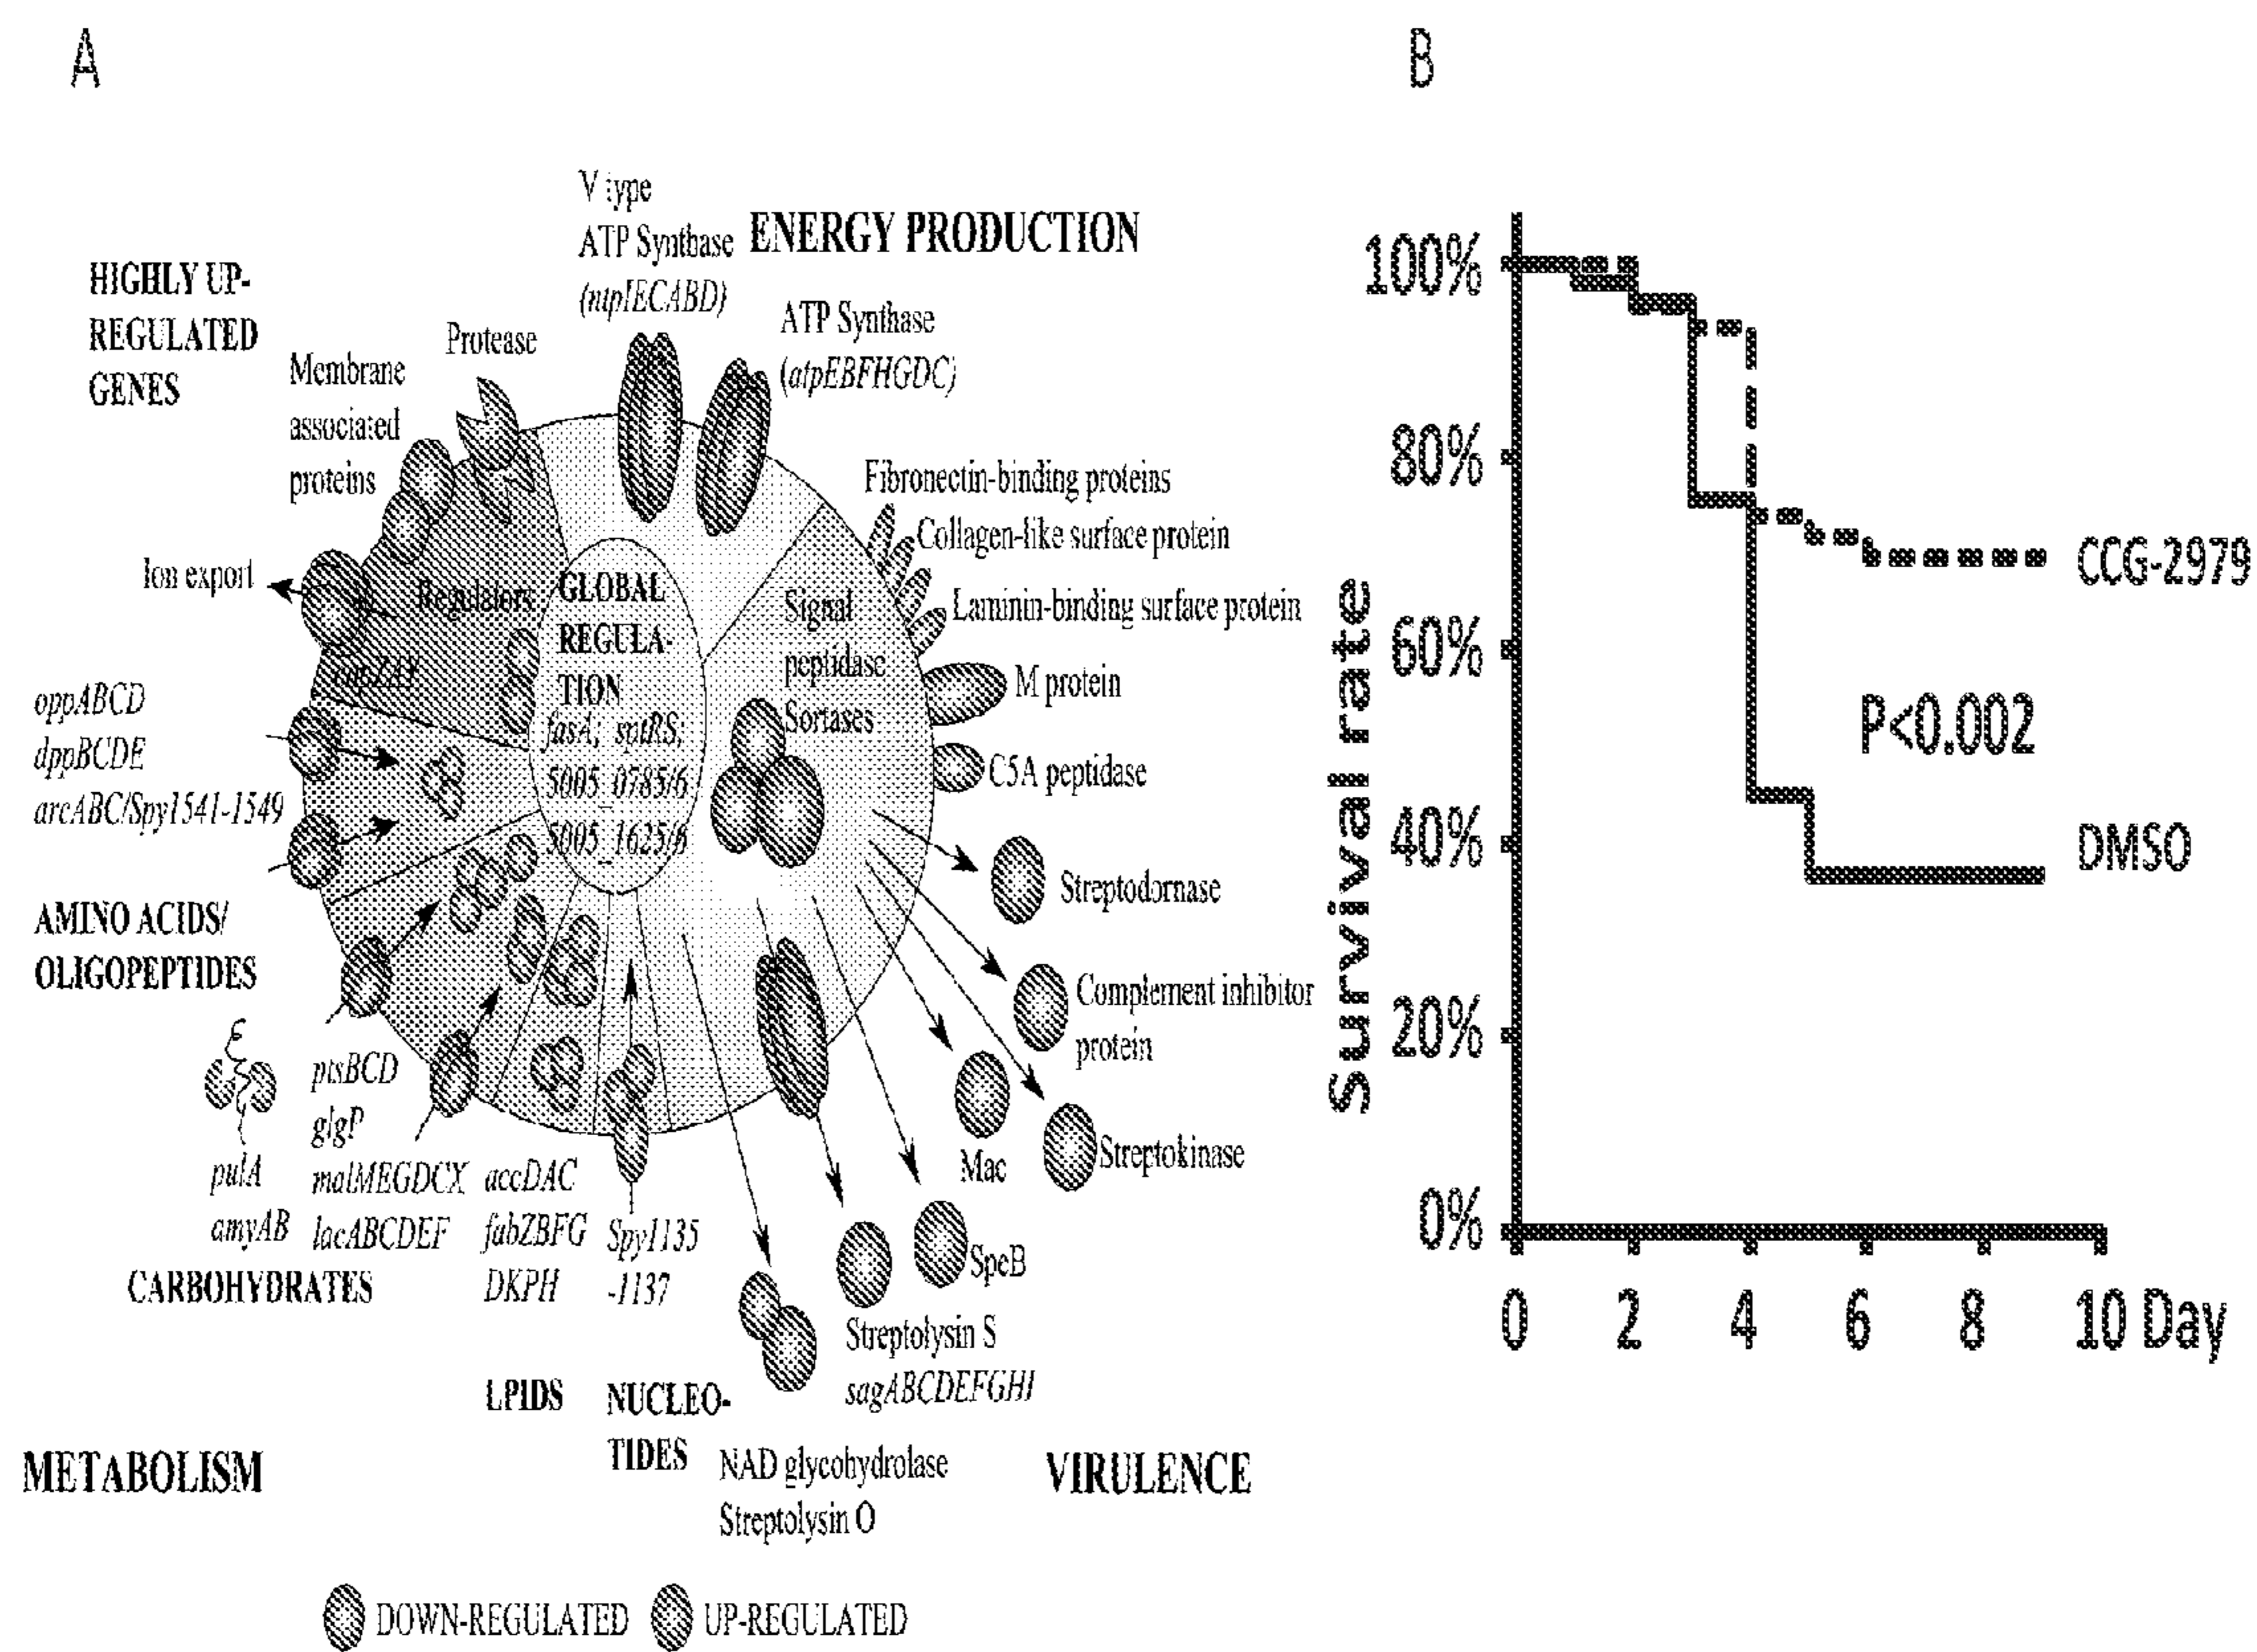 A
HIGHLY UP-
REGULATED
GENES
Membrane
associated
proteins
Protease
V type
ATP Synthase
(ntpIECABD)
ENERGY PRODUCTION
ATP Synthase
(atpEBFHGDC)
Fibronectin-binding proteins
Collagen-like surface protein
Laminin-binding surface protein
M protein
C5A peptidase
Ion export
Regulators
copZAY
GLOBAL
REGULA-
TION
fasA, sptRS,
5005_0785/6
5005_1625/6
Signal
peptidase
Sortases
oppABCD
dppBCDE
arcABC/Spy1541-1549
AMINO ACIDS/
OLIGOPEPTIDES
Streptodornase
Complement inhibitor
protein
Mac
Streptokinase
SpeB
Streptolysin S
sagABCDEFGHI
NAD glycohydrolase
Streptolysin O
pulA
amyAB
ptsBCD
glgP
malMEGDCX
lacABCDEF
CARBOHYDRATES
accDAC
fabZBFG
DKPH
LPIDS
Spy1135
-1137
NUCLEO-
TIDES
METABOLISM
VIRULENCE
DOWN-REGULATED
UP-REGULATED
B
Survival rate
100%
80%
60%
40%
20%
0%
0 2 4 6 8 10 Day
CCG-2979
P<0.002
DMSO